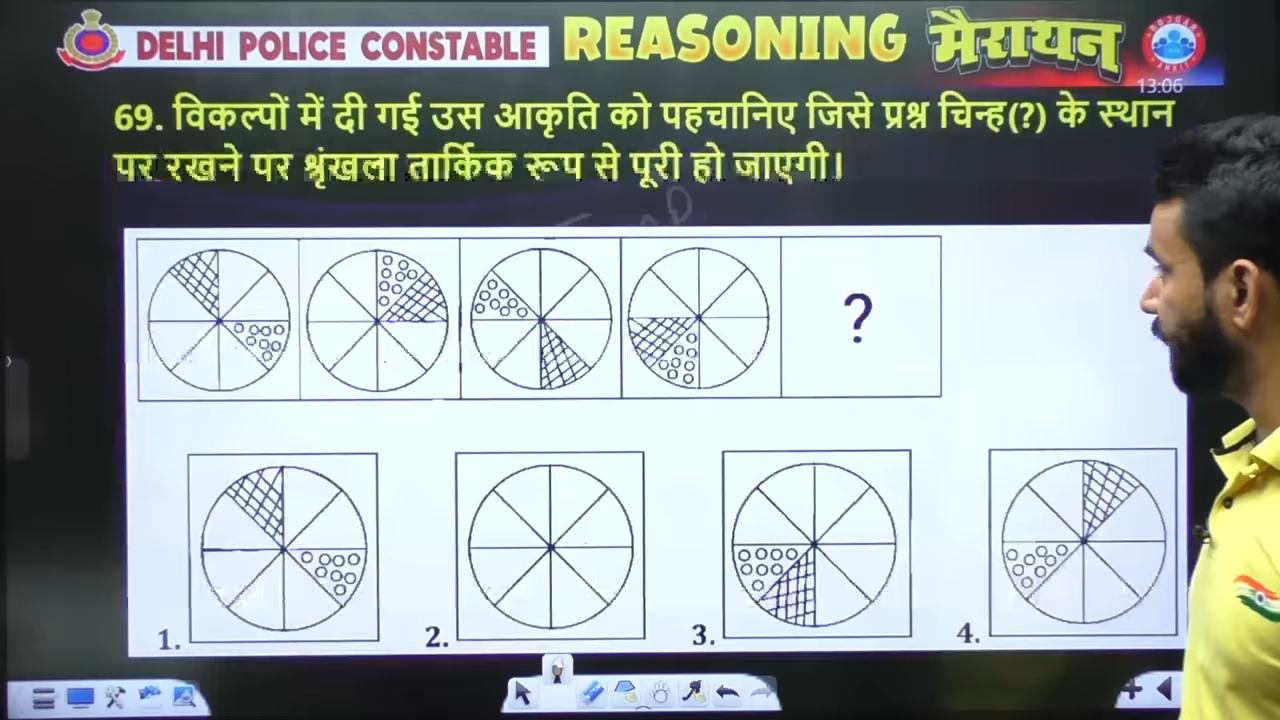 DELHI POLICE CONSTABLE REASONING मैराथन
13:06
69. विकल्पों में दी गई उस आकृति को पहचानिए जिसे प्रश्न चिन्ह(?) के स्थान
पर रखने पर श्रृंखला तार्किक रूप से पूरी हो जाएगी।
?
1. 2. 3. 4.